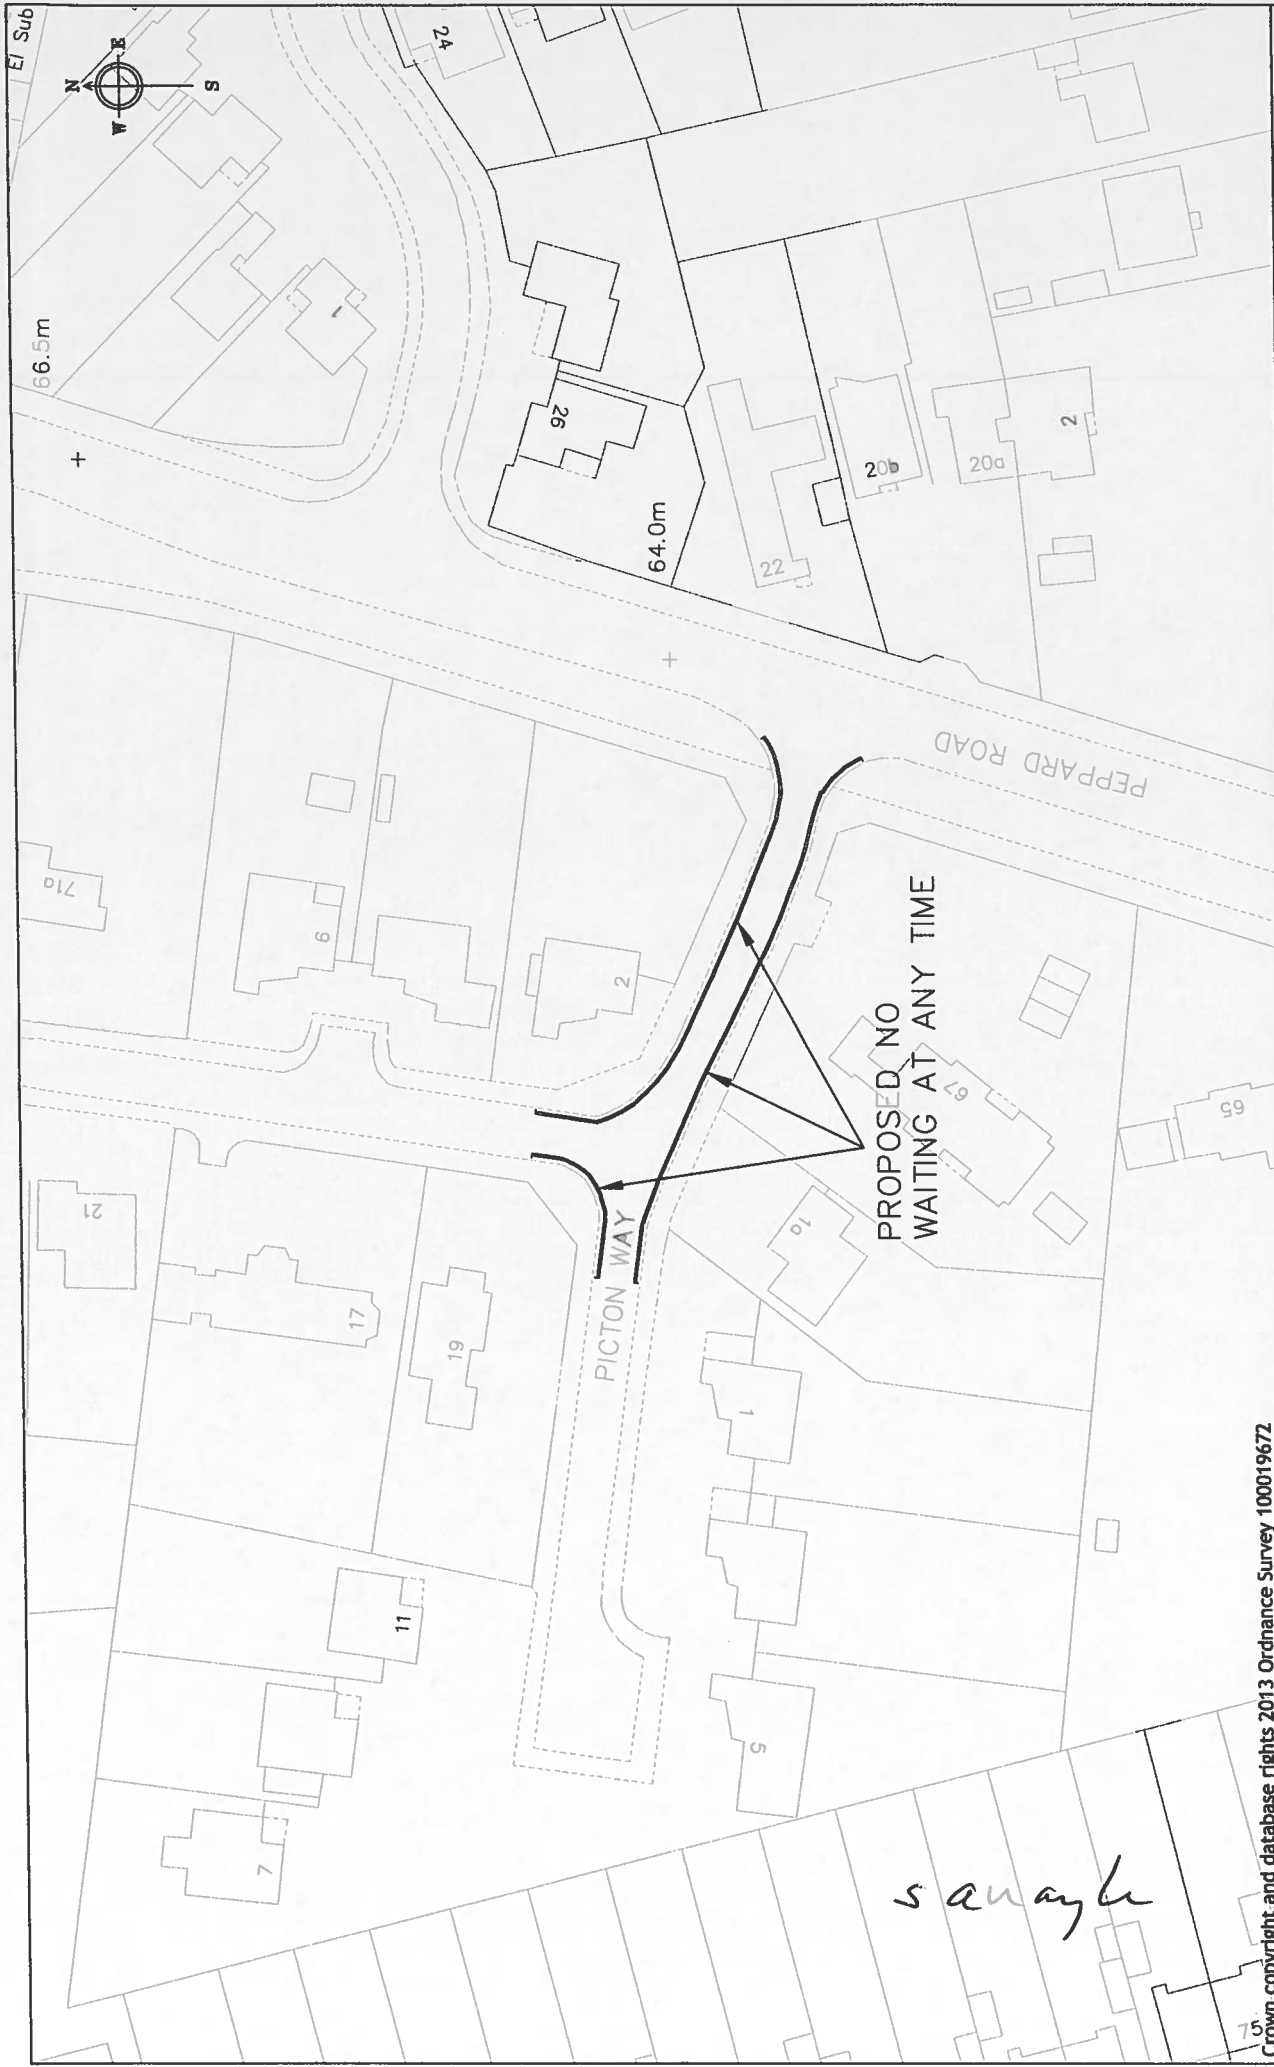 El Sub
N
E
W
S
24
66.5m
1
26
64.0m
22
20b
20a
2
PEPPARD ROAD
71a
6
2
PROPOSED NO
WAITING AT ANY TIME
67
65
21
17
19
PICTON WAY
1a
1
11
5
7
75
Crown copyright and database rights 2013 Ordnance Survey 100019672